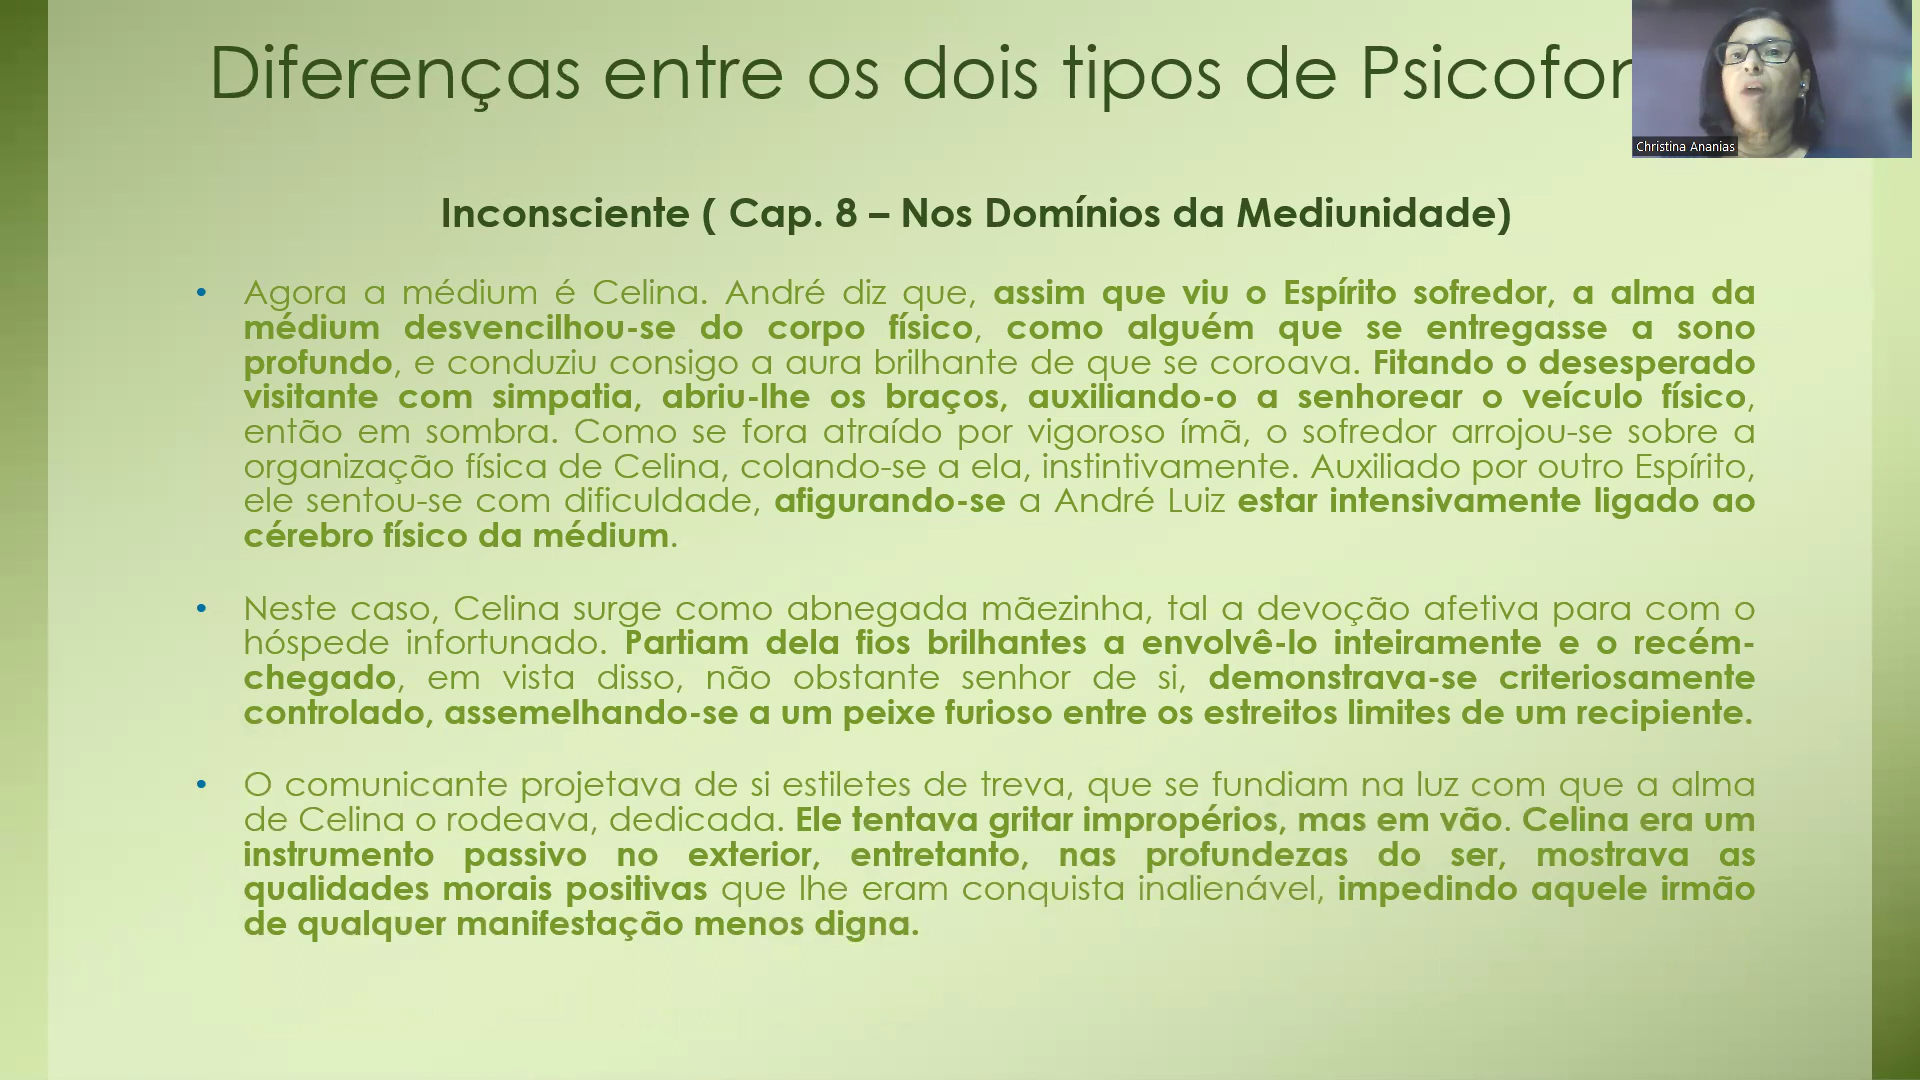 Diferenças entre os dois tipos de Psicofon
Christina Ananias
Inconsciente ( Cap. 8 – Nos Domínios da Mediunidade)
• Agora a médium é Celina. André diz que, assim que viu o Espírito sofredor, a alma da
médium desvencilhou-se do corpo físico, como alguém que se entregasse a sono
profundo, e conduziu consigo a aura brilhante de que se coroava. Fitando o desesperado
visitante com simpatia, abriu-lhe os braços, auxiliando-o a senhorear o veículo físico,
então em sombra. Como se fora atraído por vigoroso ímã, o sofredor arrojou-se sobre a
organização física de Celina, colando-se a ela, instintivamente. Auxiliado por outro Espírito,
ele sentou-se com dificuldade, afigurando-se a André Luiz estar intensivamente ligado ao
cérebro físico da médium.
• Neste caso, Celina surge como abnegada mãezinha, tal a devoção afetiva para com o
hóspede infortunado. Partiam dela fios brilhantes a envolvê-lo inteiramente e o recém-
chegado, em vista disso, não obstante senhor de si, demonstrava-se criteriosamente
controlado, assemelhando-se a um peixe furioso entre os estreitos limites de um recipiente.
• O comunicante projetava de si estiletes de treva, que se fundiam na luz com que a alma
de Celina o rodeava, dedicada. Ele tentava gritar impropérios, mas em vão. Celina era um
instrumento passivo no exterior, entretanto, nas profundezas do ser, mostrava as
qualidades morais positivas que lhe eram conquista inalienável, impedindo aquele irmão
de qualquer manifestação menos digna.